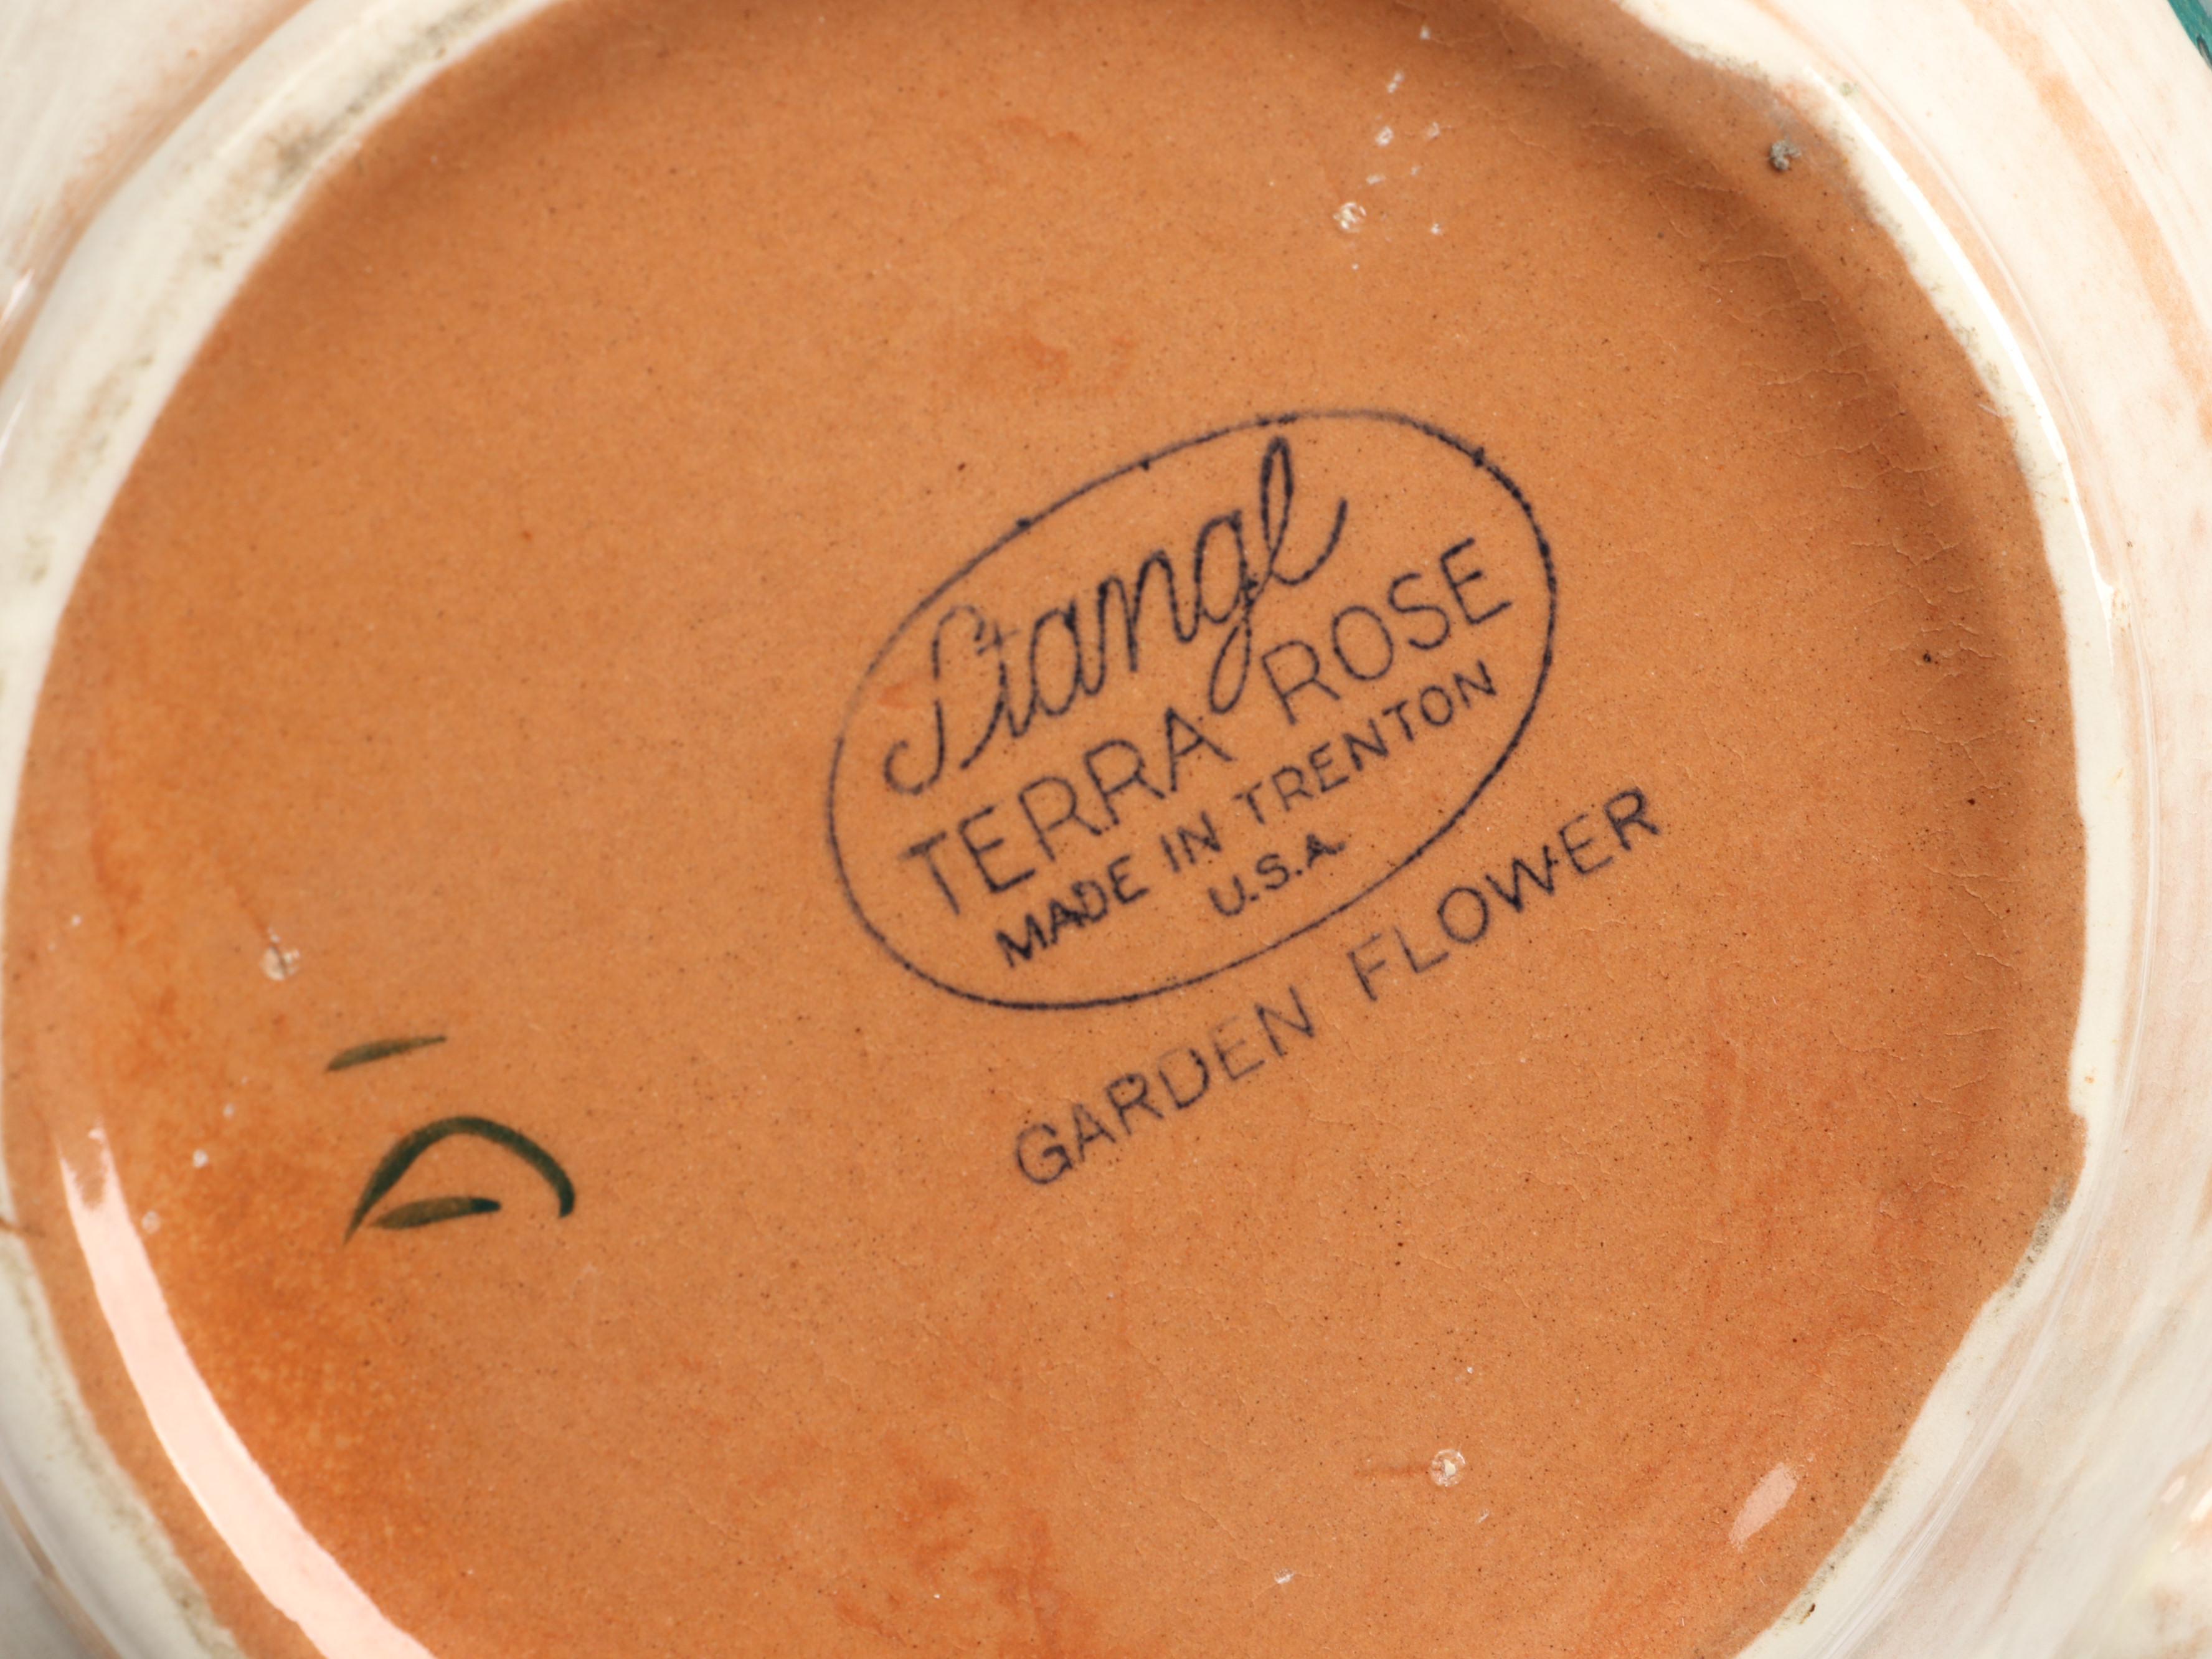 Stangl
TERRA ROSE
MADE IN TRENTON
U.S.A.
GARDEN FLOWER